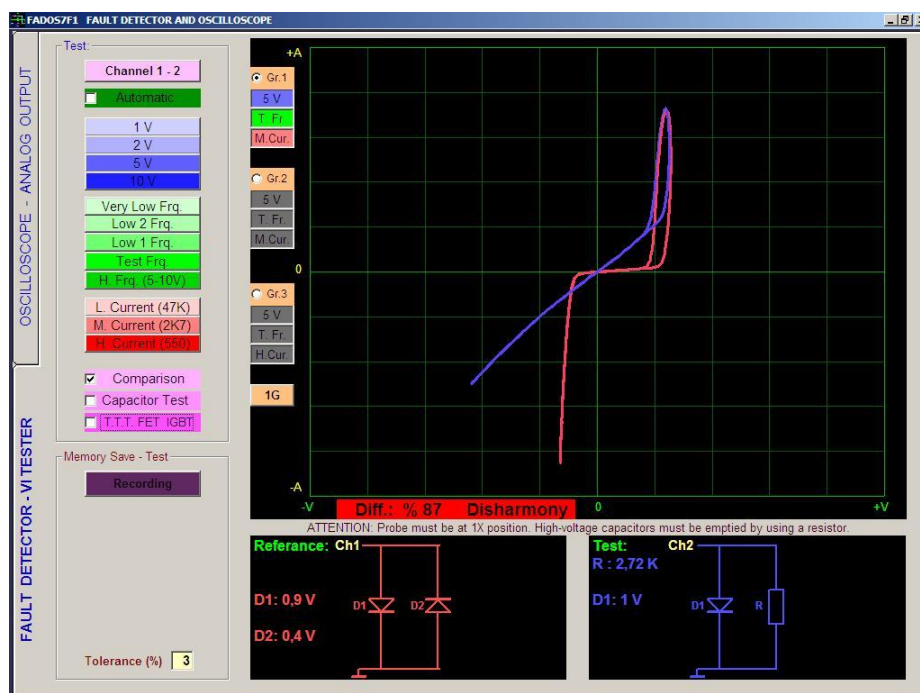 FADOS7F1 FAULT DETECTOR AND OSCILLOSCOPE
OSCILLOSCOPE - ANALOG OUTPUT
FAULT DETECTOR - VI TESTER
Test:
Channel 1 - 2
Automatic
1 V
2 V
5 V
10 V
Very Low Frq.
Low 2 Frq.
Low 1 Frq.
Test Frq.
H. Frq. (5-10V)
L. Current (47K)
M. Current (2K7)
H. Current (550)
Comparison
Capacitor Test
T.T.T. FET IGBT
Memory Save - Test
Recording
Tolerance (%) 3
+A
Gr.1
5 V
T. Fr.
M.Cur.
Gr.2
5 V
T. Fr.
M.Cur.
0
Gr.3
5 V
T. Fr.
H.Cur.
1G
-A
-V
0
+V
Diff.: % 87 Disharmony
ATTENTION: Probe must be at 1X position. High-voltage capacitors must be emptied by using a resistor.
Referance: Ch1
D1: 0,9 V
D2: 0,4 V
D1
D2
Test: Ch2
R : 2,72 K
D1: 1 V
D1
R